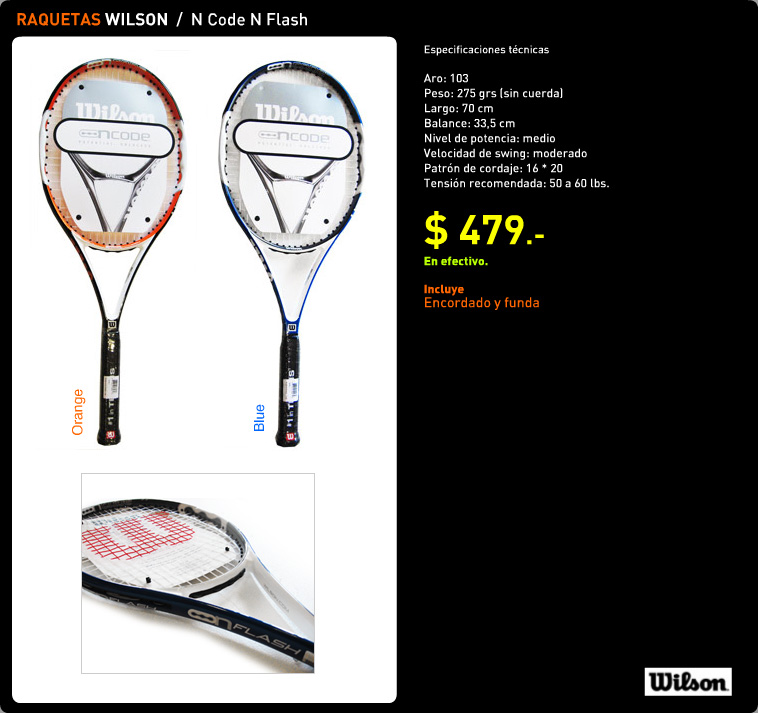 RAQUETAS WILSON / N Code N Flash
Especificaciones técnicas
Aro: 103
Peso: 275 grs (sin cuerda)
Largo: 70 cm
Balance: 33,5 cm
Nivel de potencia: medio
Velocidad de swing: moderado
Patrón de cordaje: 16 * 20
Tensión recomendada: 50 a 60 lbs.
$ 479.-
En efectivo.
Incluye
Encordado y funda
Wilson
nCODE
Wilson
nCODE
Orange
Blue
nFLASH
Wilson